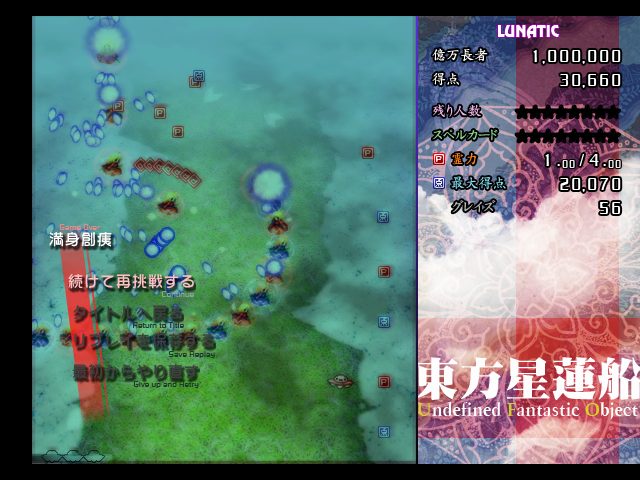 LUNATIC
億万長者 1,000,000
得点 30,660
残り人数
スペルカード
P 霊力 1.00/4.00
最大得点 20,070
グレイズ 56
Game Over
満身創痍
続けて再挑戦する
Continue
タイトルへ戻る
Return to Title
リプレイを保存する
Save Replay
最初からやり直す
Give up and Retry
東方星蓮船
Undefined Fantastic Object